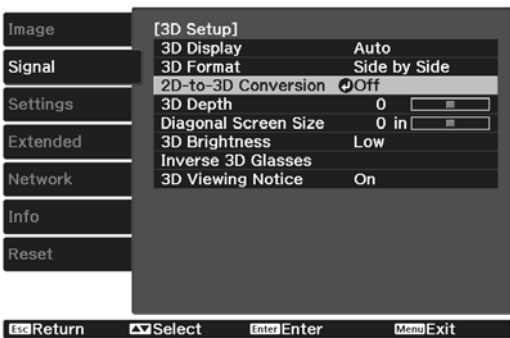 Image
Signal
Settings
Extended
Network
Info
Reset
[3D Setup]
3D Display Auto
3D Format Side by Side
2D-to-3D Conversion Off
3D Depth 0
Diagonal Screen Size 0 in
3D Brightness Low
Inverse 3D Glasses
3D Viewing Notice On
Esc Return Select Enter Enter Menu Exit